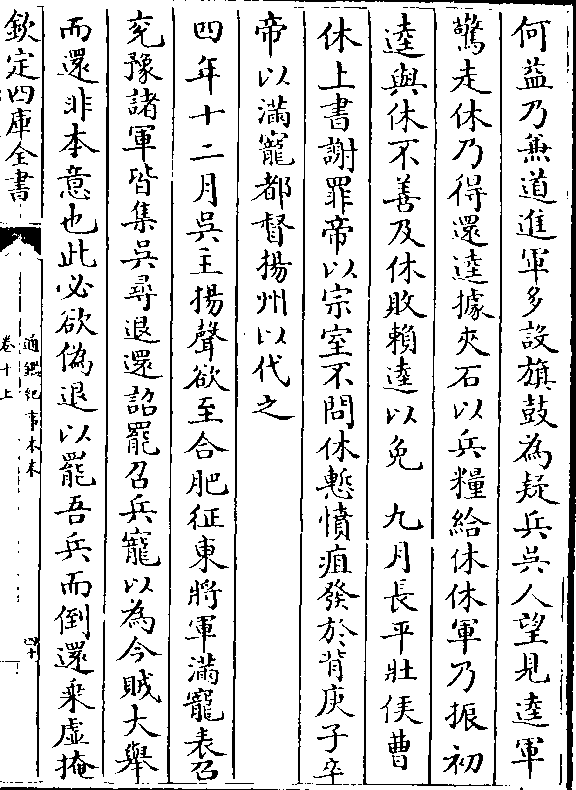 何益乃兼道進軍多設旗鼓為疑兵吳人望見逵軍
驚走休乃得還逵據夾石以兵糧給休休軍乃振初
逵與休不善及休敗賴逵以免　九月長平壯侯曹
休上書謝罪帝以宗室不問休慙憤疽發於背庚子卒
帝以滿寵都督揚州以代之
四年十二月吳主揚聲欲至合肥征東將軍滿寵表召
兖豫諸軍皆集吳尋退還詔罷召兵寵以為今賊大舉
而還非本意也此必欲偽退以罷吾兵而倒還乗虛掩
欽定四庫全書
通鑑紀事本末
卷十上
四十